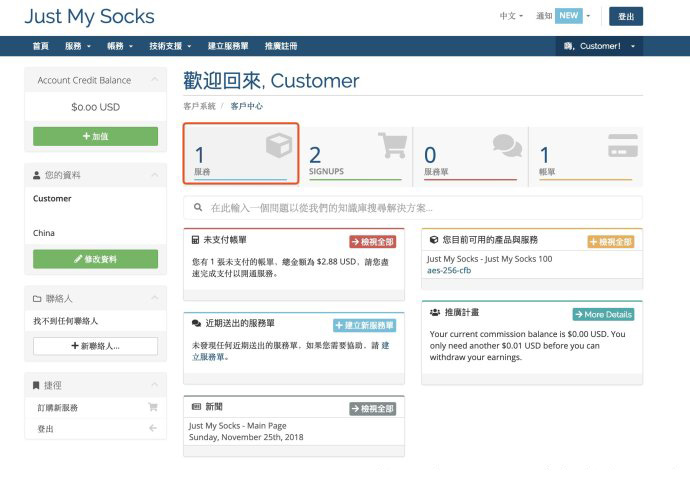 Just My Socks
中文 通知 NEW 登出
首頁 服務 帳務 技術支援 建立服務單 推廣註冊 嗨, Customer!
Account Credit Balance
$0.00 USD
加值
您的資料
Customer
China
修改資料
聯絡人
找不到任何聯絡人
新聯絡人...
捷徑
訂購新服務
登出
歡迎回來, Customer
客戶系統 / 客戶中心
1
服務
2
SIGNUPS
0
服務單
1
帳單
在此輸入一個問題以從我們的知識庫搜尋解決方案...
未支付帳單 檢視全部
您有 1 張未支付的帳單, 總金額為 $2.88 USD, 請您盡
速完成支付以開通服務。
近期送出的服務單 建立新服務單
未發現任何近期送出的服務單, 如果您需要協助, 請 建
立服務單。
新聞 檢視全部
Just My Socks - Main Page
Sunday, November 25th, 2018
您目前可用的產品與服務 檢視全部
Just My Socks - Just My Socks 100
aes-256-cfb
推廣計畫 More Details
Your current commission balance is $0.00 USD. You
only need another $0.01 USD before you can
withdraw your earnings.